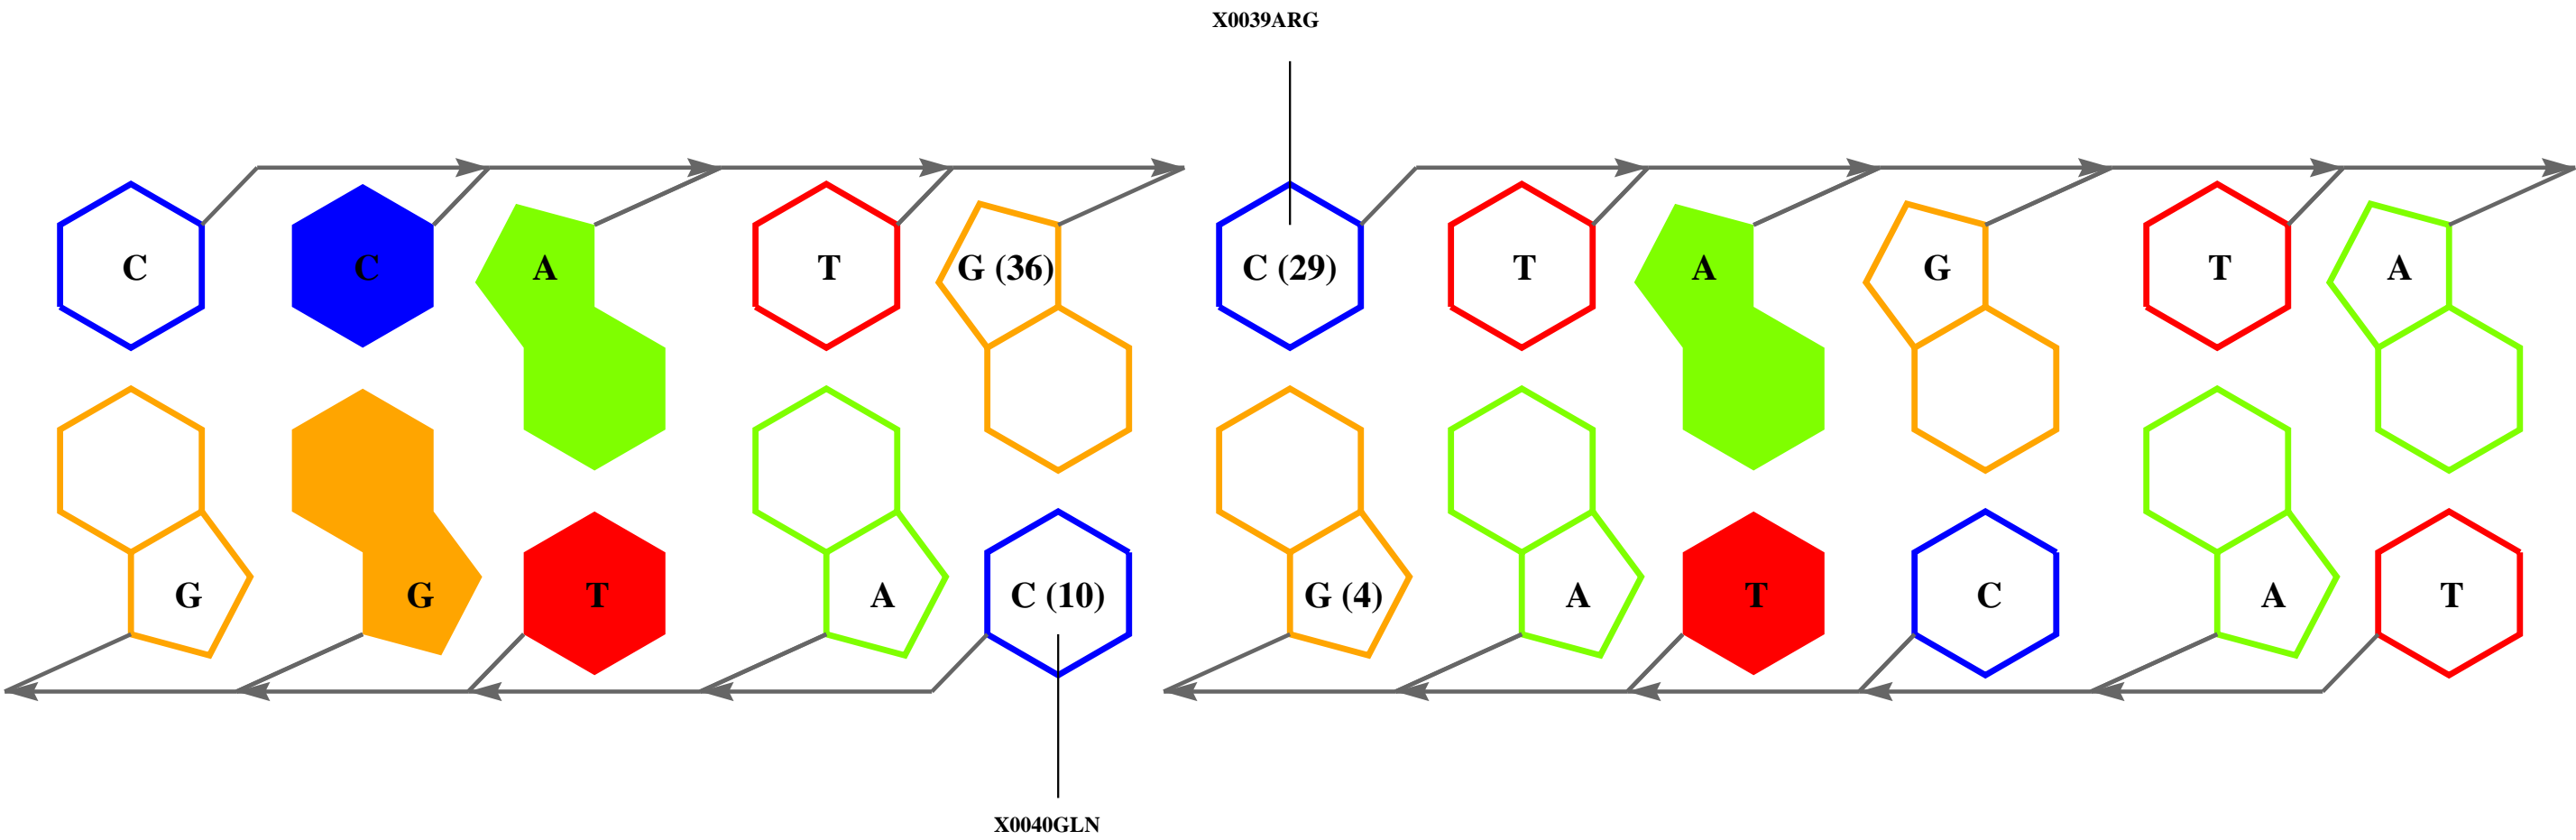 X0039ARG
C C A T G (36) C (29) T A G T A
G G T A C (10) G (4) A T C A T
X0040GLN